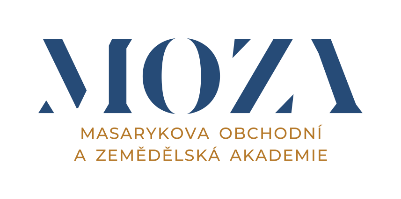 MOZA
MASARYKOVA OBCHODNÍ
A ZEMĚDĚLSKÁ AKADEMIE